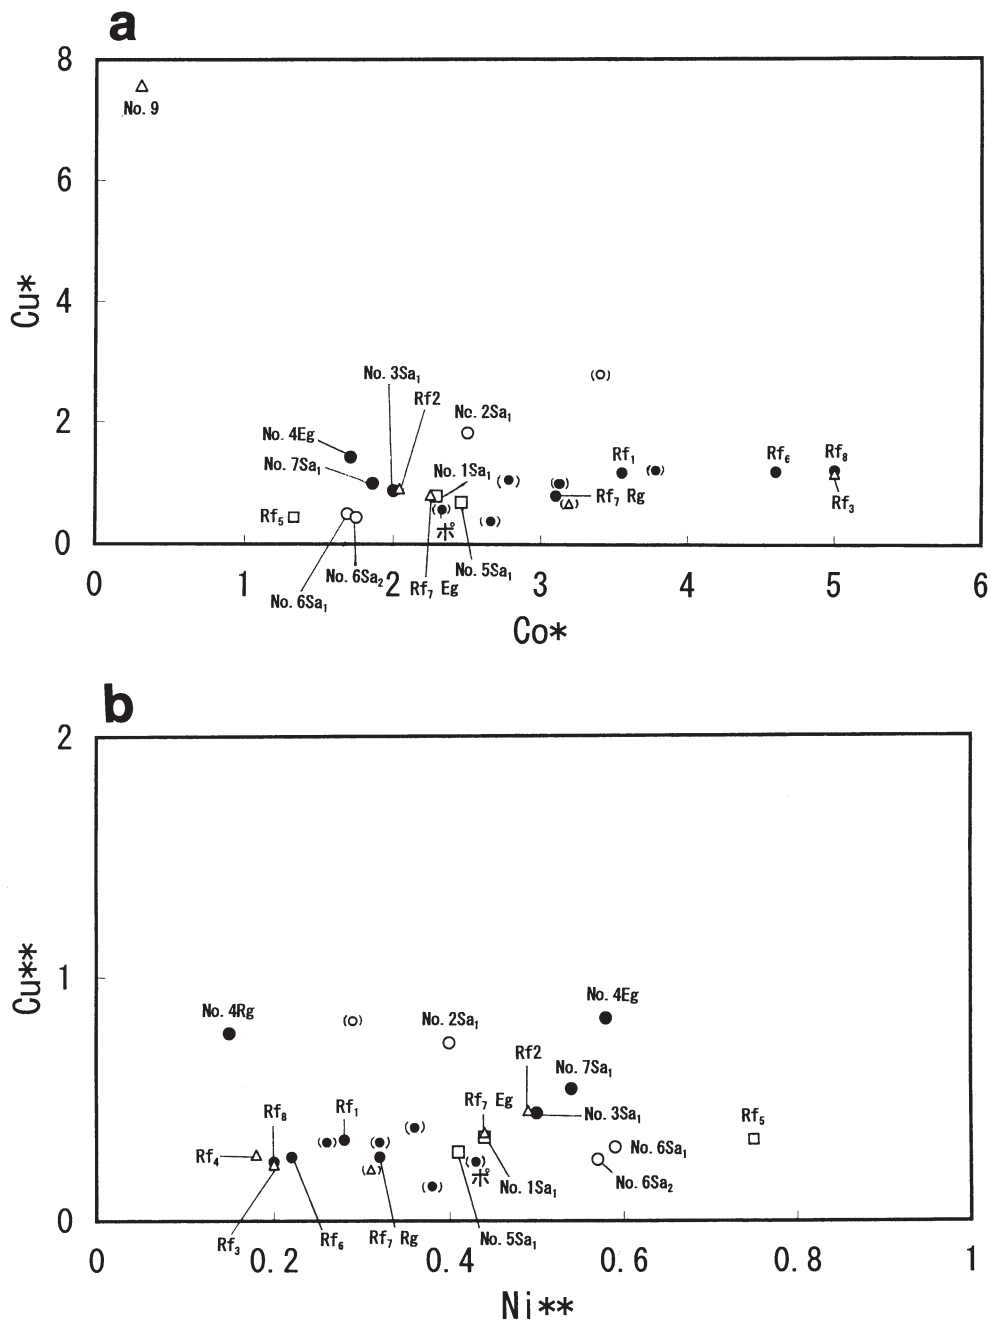 a
8
No. 9
6
Cu*
4
No. 3Sa₁
Rf2
2
Nc. 2Sa₁
No. 4Eg
No. 7Sa₁
No. 1Sa₁
Rf₁
Rf₆
Rf₈
Rf₇ Rg
Rf₃
Rf₅
ポ
0
No. 6Sa₂
No. 6Sa₁
Rf₇ Eg
No. 5Sa₁
0 1 2 3 4 5 6
Co*
b
2
Cu**
1
No. 4Rg
No. 2Sa₁
No. 4Eg
Rf2
No. 7Sa₁
Rf₈
Rf₁
Rf₇ Eg
No. 3Sa₁
Rf₅
Rf₄
No. 6Sa₁
No. 6Sa₂
ポ
No. 1Sa₁
0
Rf₃
Rf₆
Rf₇ Rg
No. 5Sa₁
0 0.2 0.4 0.6 0.8 1
Ni**